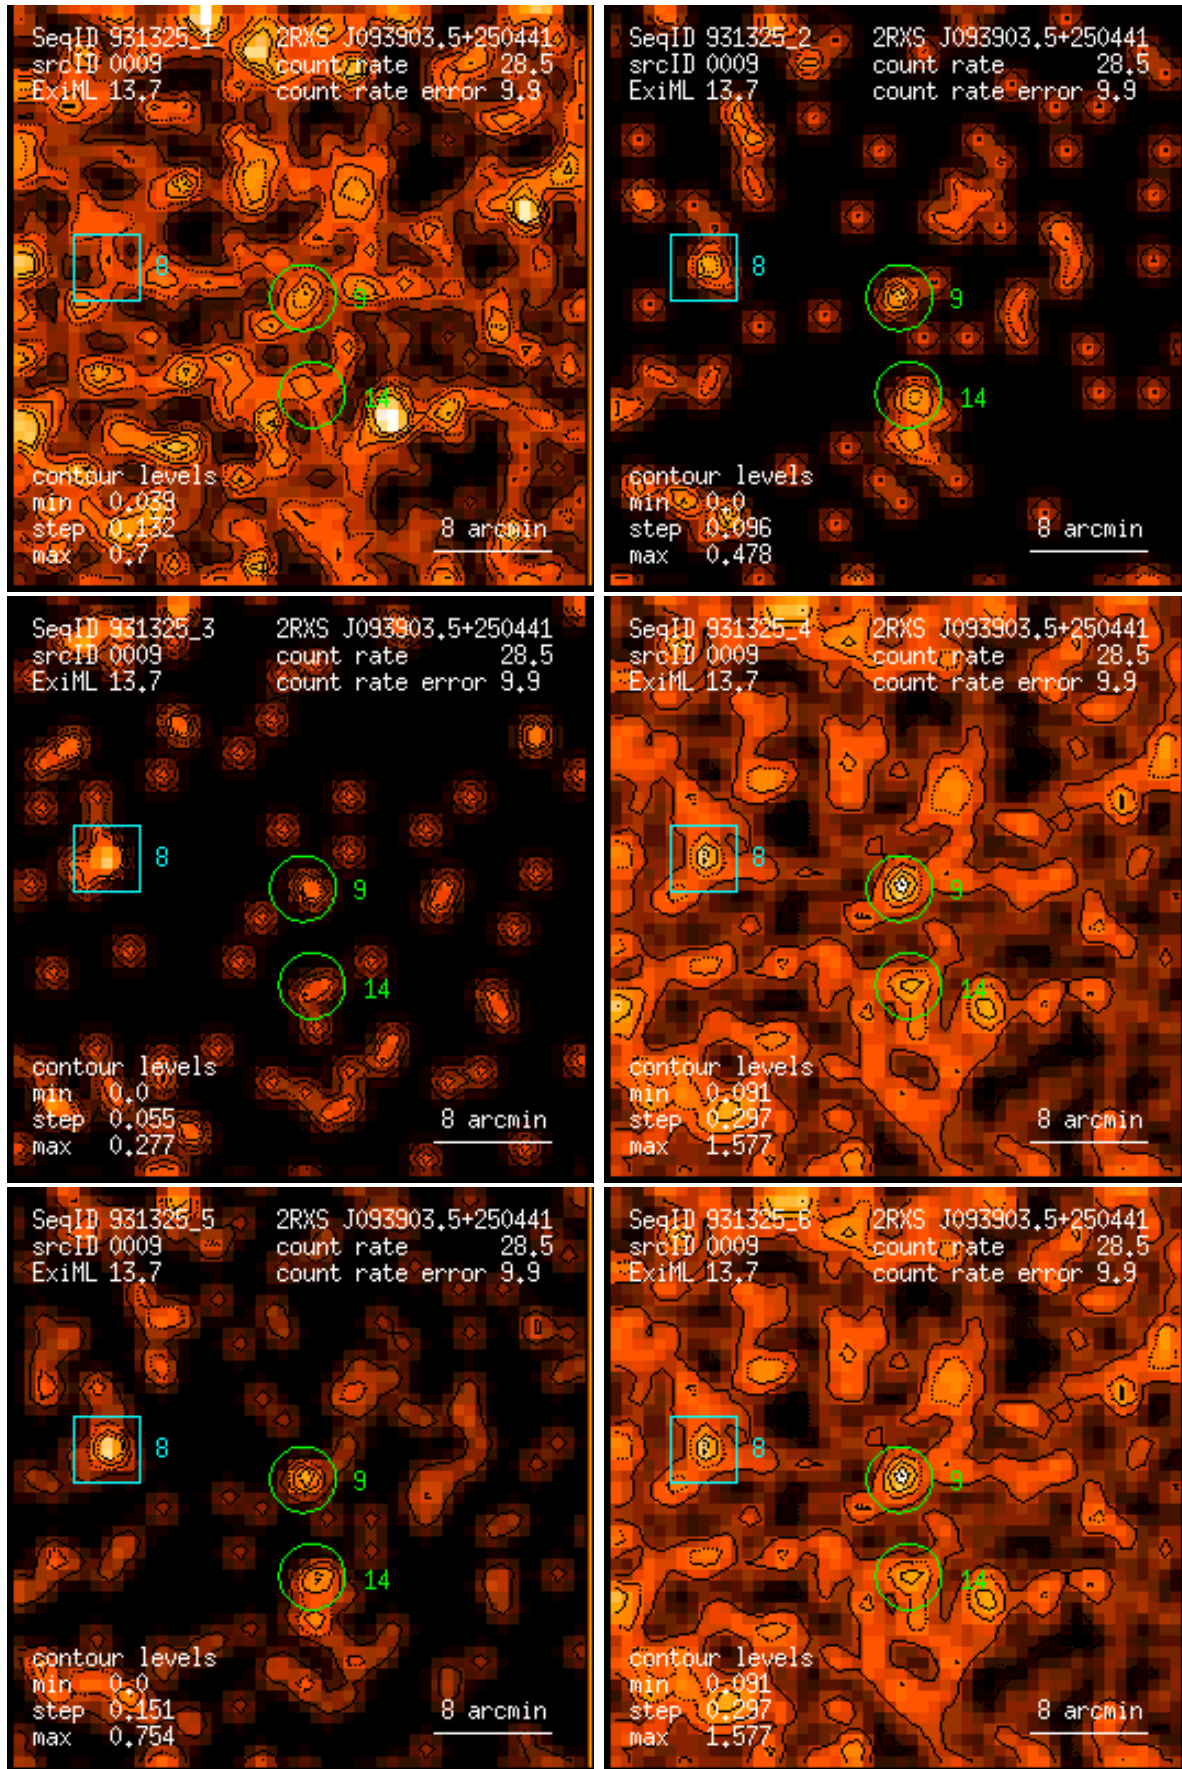 SeqID 931325_1 2RXS J093903.5+250441
srcID 0009 count rate 28.5
ExiML 13.7 count rate error 9.9
8
9
14
contour levels
min 0.039
step 0.132 8 arcmin
max 0.7
SeqID 931325_2 2RXS J093903.5+250441
srcID 0009 count rate 28.5
ExiML 13.7 count rate error 9.9
8
9
14
contour levels
min 0.0
step 0.096 8 arcmin
max 0.478
SeqID 931325_3 2RXS J093903.5+250441
srcID 0009 count rate 28.5
ExiML 13.7 count rate error 9.9
8
9
14
contour levels
min 0.0
step 0.055 8 arcmin
max 0.277
SeqID 931325_4 2RXS J093903.5+250441
srcID 0009 count rate 28.5
ExiML 13.7 count rate error 9.9
8
9
14
contour levels
min 0.091
step 0.297 8 arcmin
max 1.577
SeqID 931325_5 2RXS J093903.5+250441
srcID 0009 count rate 28.5
ExiML 13.7 count rate error 9.9
8
9
14
contour levels
min 0.0
step 0.151 8 arcmin
max 0.754
SeqID 931325_6 2RXS J093903.5+250441
srcID 0009 count rate 28.5
ExiML 13.7 count rate error 9.9
8
9
14
contour levels
min 0.091
step 0.297 8 arcmin
max 1.577